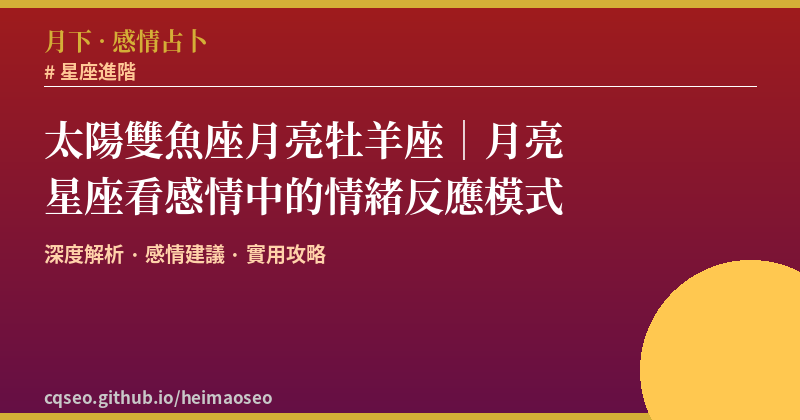 月下 · 感情占卜
# 星座進階
太陽雙魚座月亮牡羊座｜月亮
星座看感情中的情緒反應模式
深度解析 · 感情建議 · 實用攻略
cqseo.github.io/heimaoseo